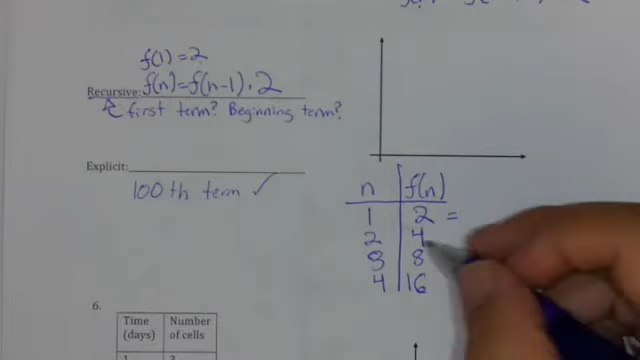 f(1)=2
Recursive: f(n)=f(n-1)·2
first term? Beginning term?
Explicit:
100th term ✓
n f(n)
1 2 =
2 4
3 8
4 16
6.
Time (days) Number of cells